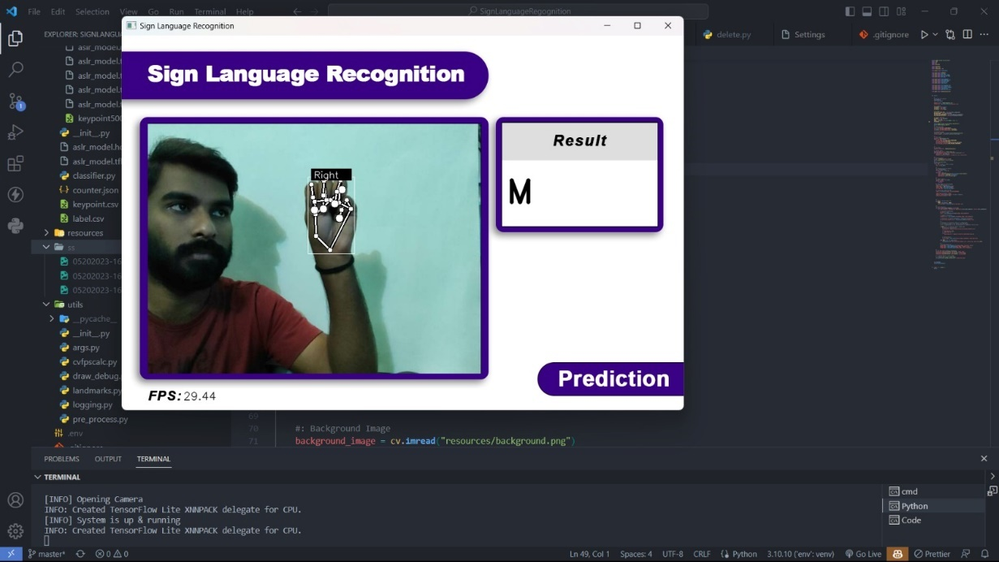 File Edit Selection View Go Run Terminal Help
SignLanguageRegognition
Sign Language Recognition
delete.py
Settings
.gitignore
EXPLORER: SIGNLANGU
aslr_model.
aslr_model.
aslr_model.
aslr_model.
keypoint500
__init__.py
aslr_model.h
aslr_model.tfl
classifier.py
counter.json
keypoint.csv
label.csv
resources
ss
05202023-16
05202023-16
05202023-16
utils
__pycache__
__init__.py
args.py
cvfpscalc.py
draw_debug.
landmarks.py
logging.py
pre_process.py
.env
Sign Language Recognition
Right
Result
M
Prediction
FPS: 29.44
69
70 #: Background Image
71 background_image = cv.imread("resources/background.png")
PROBLEMS OUTPUT TERMINAL
TERMINAL
[INFO] Opening Camera
INFO: Created TensorFlow Lite XNNPACK delegate for CPU.
[INFO] System is up & running
INFO: Created TensorFlow Lite XNNPACK delegate for CPU.
cmd
Python
Code
1
master* 0 0 Ln 49, Col 1 Spaces: 4 UTF-8 CRLF Python 3.10.10 ('env': venv) Go Live Prettier